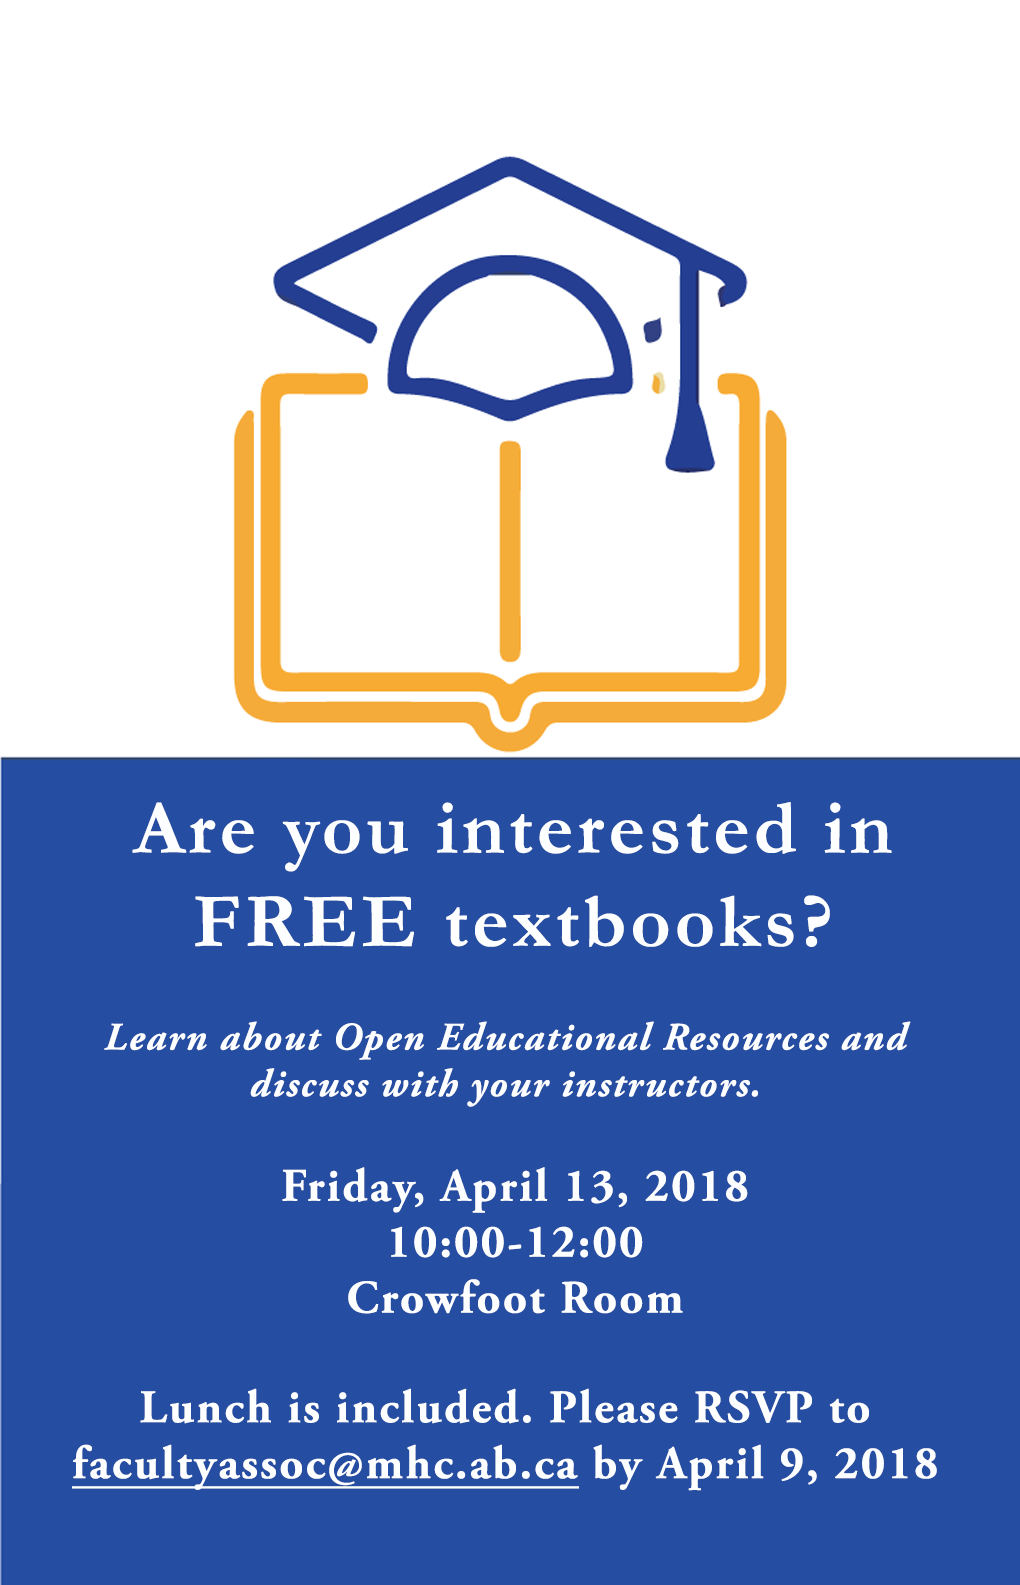 Are you interested in
FREE textbooks?
Learn about Open Educational Resources and
discuss with your instructors.
Friday, April 13, 2018
10:00-12:00
Crowfoot Room
Lunch is included. Please RSVP to
facultyassoc@mhc.ab.ca by April 9, 2018